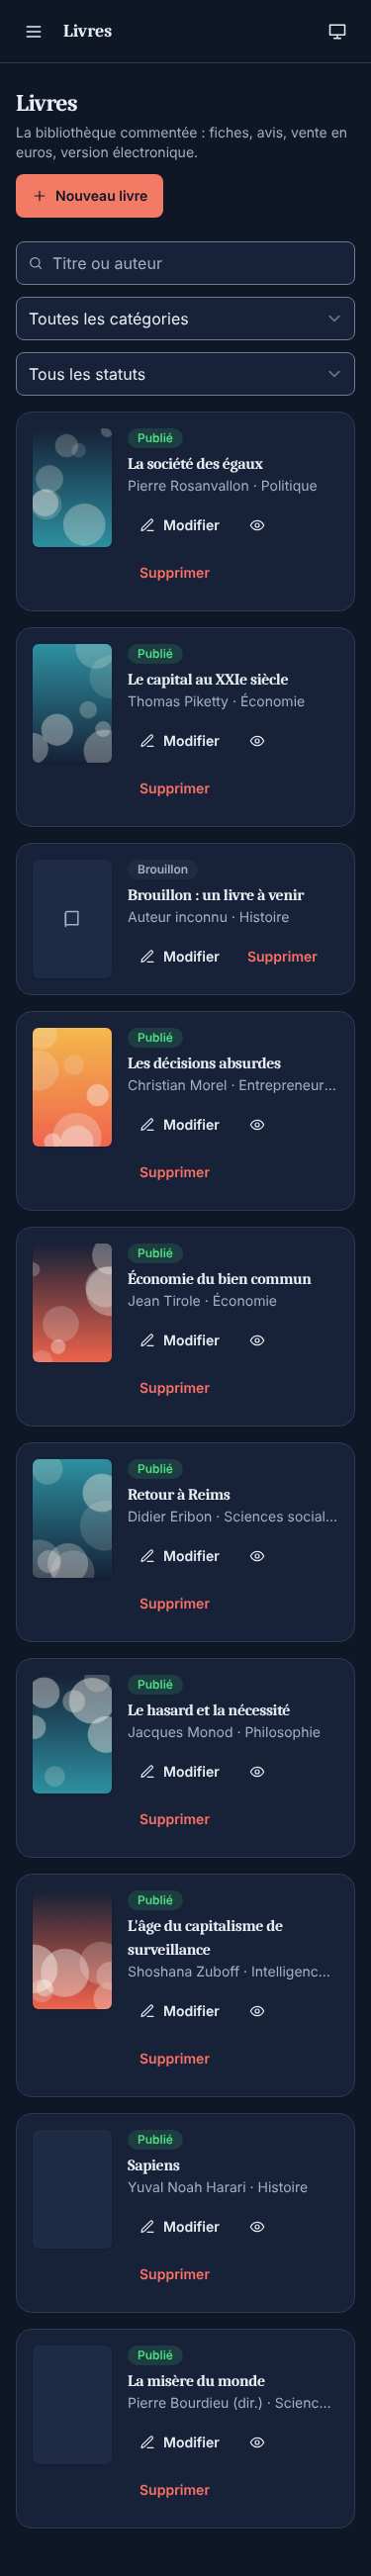 Livres
Livres
La bibliothèque commentée : fiches, avis, vente en
euros, version électronique.
Nouveau livre
Titre ou auteur
Toutes les catégories
Tous les statuts
Publié
La société des égaux
Pierre Rosanvallon · Politique
Modifier
Supprimer
Publié
Le capital au XXIe siècle
Thomas Piketty · Économie
Modifier
Supprimer
Brouillon
Brouillon : un livre à venir
Auteur inconnu · Histoire
Modifier Supprimer
Publié
Les décisions absurdes
Christian Morel · Entrepreneur…
Modifier
Supprimer
Publié
Économie du bien commun
Jean Tirole · Économie
Modifier
Supprimer
Publié
Retour à Reims
Didier Eribon · Sciences social…
Modifier
Supprimer
Publié
Le hasard et la nécessité
Jacques Monod · Philosophie
Modifier
Supprimer
Publié
L'âge du capitalisme de
surveillance
Shoshana Zuboff · Intelligenc…
Modifier
Supprimer
Publié
Sapiens
Yuval Noah Harari · Histoire
Modifier
Supprimer
Publié
La misère du monde
Pierre Bourdieu (dir.) · Scienc…
Modifier
Supprimer